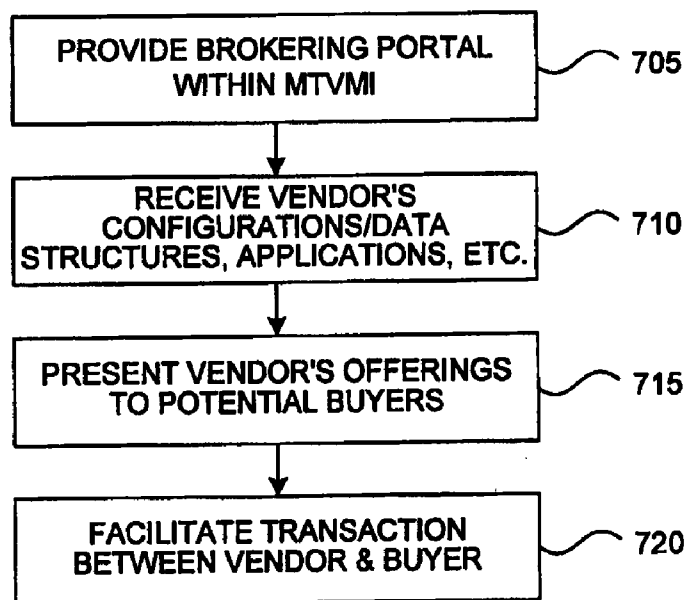 PROVIDE BROKERING PORTAL
WITHIN MTVMI
705
RECEIVE VENDOR'S
CONFIGURATIONS/DATA
STRUCTURES, APPLICATIONS, ETC.
710
PRESENT VENDOR'S OFFERINGS
TO POTENTIAL BUYERS
715
FACILITATE TRANSACTION
BETWEEN VENDOR & BUYER
720